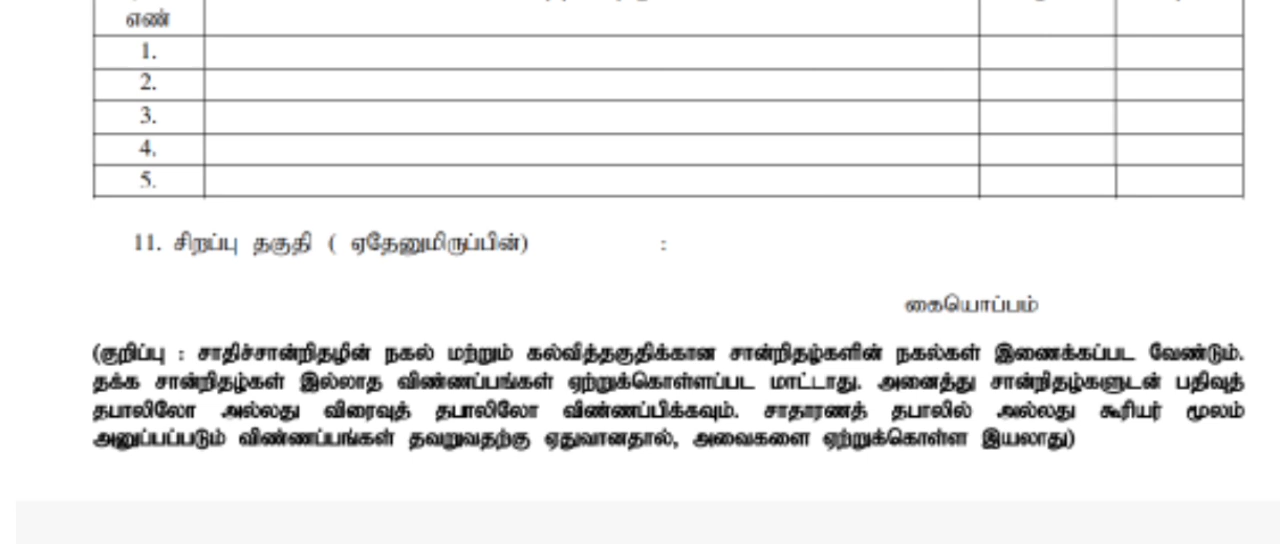 எண்
1.
2.
3.
4.
5.
11. சிறப்பு தகுதி ( ஏதேனுமிருப்பின்) :
கையொப்பம்
(குறிப்பு : சாதிச்சான்றிதழின் நகல் மற்றும் கல்வித்தகுதிக்கான சான்றிதழ்களின் நகல்கள் இணைக்கப்பட வேண்டும்.
தக்க சான்றிதழ்கள் இல்லாத விண்ணப்பங்கள் ஏற்றுக்கொள்ளப்பட மாட்டாது. அனைத்து சான்றிதழ்களுடன் பதிவுத்
தபாலிலோ அல்லது விரைவுத் தபாலிலோ விண்ணப்பிக்கவும். சாதாரணத் தபாலில் அல்லது கூரியர் மூலம்
அனுப்பப்படும் விண்ணப்பங்கள் தவறுவதற்கு ஏதுவானதால், அவைகளை ஏற்றுக்கொள்ள இயலாது)